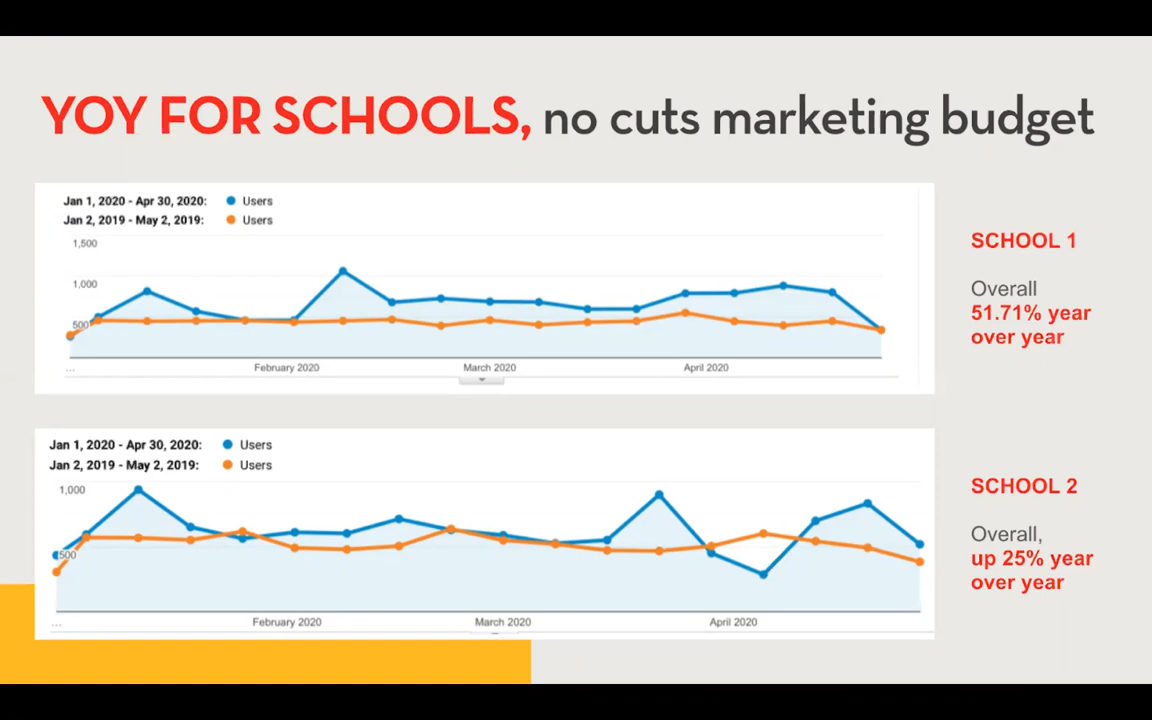 YOY FOR SCHOOLS, no cuts marketing budget
Jan 1, 2020 - Apr 30, 2020: Users
Jan 2, 2019 - May 2, 2019: Users
1,500
1,000
500
... February 2020 March 2020 April 2020
SCHOOL 1
Overall
51.71% year
over year
Jan 1, 2020 - Apr 30, 2020: Users
Jan 2, 2019 - May 2, 2019: Users
1,000
500
... February 2020 March 2020 April 2020
SCHOOL 2
Overall,
up 25% year
over year